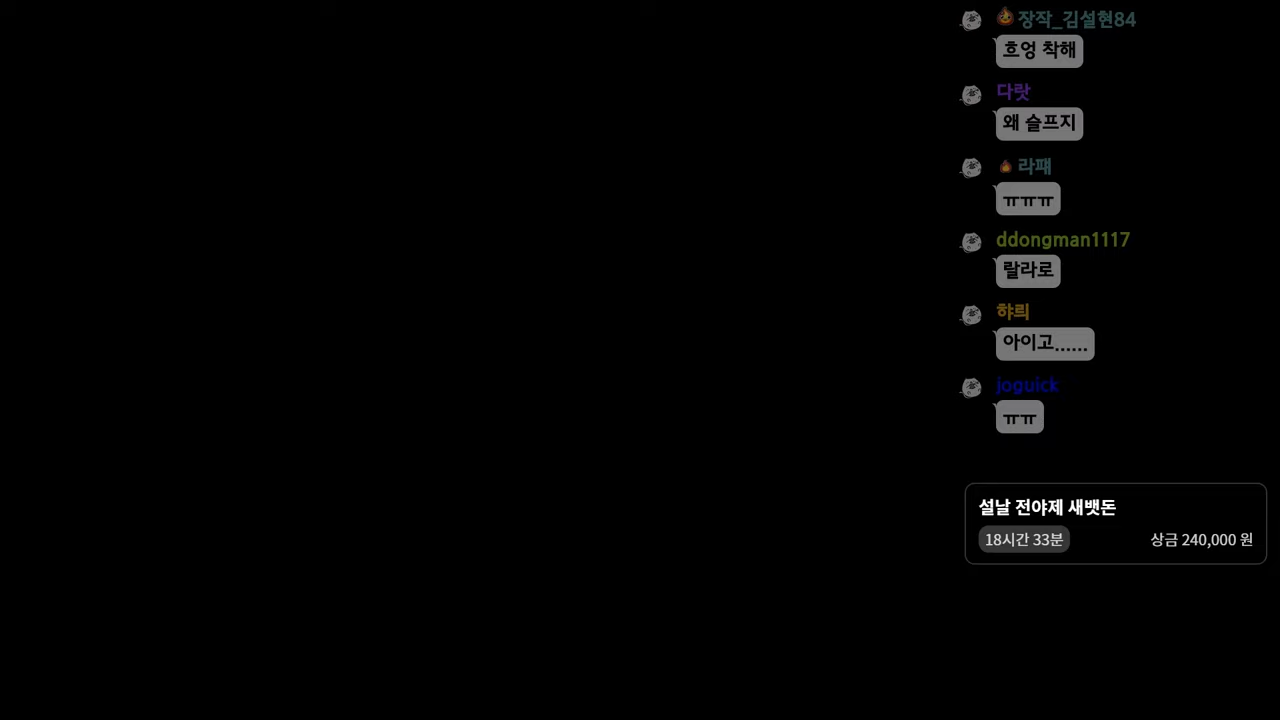 장작_김설현84
흐엉 착해
다랏
왜 슬프지
라퍠
ㅠㅠㅠ
ddongman1117
랄라로
햐릐
아이고......
joguick
ㅠㅠ
설날 전야제 새뱃돈
18시간 33분 상금 240,000 원